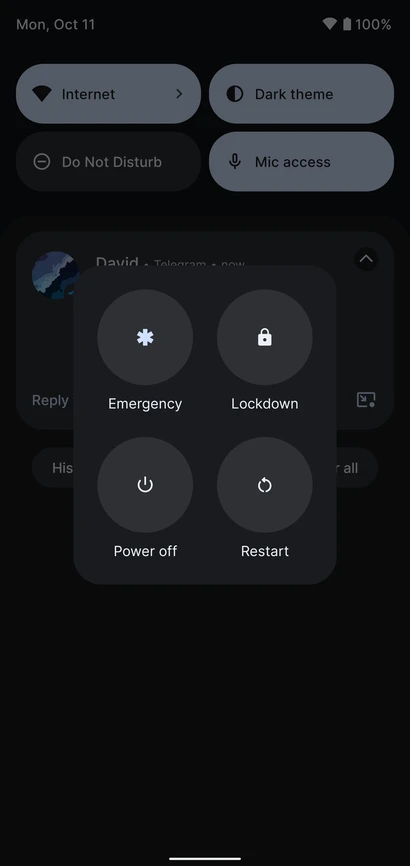 Mon, Oct 11 100%
Internet Dark theme
Do Not Disturb Mic access
David • Telegram • now
Emergency Lockdown
Reply
His r all
Power off Restart